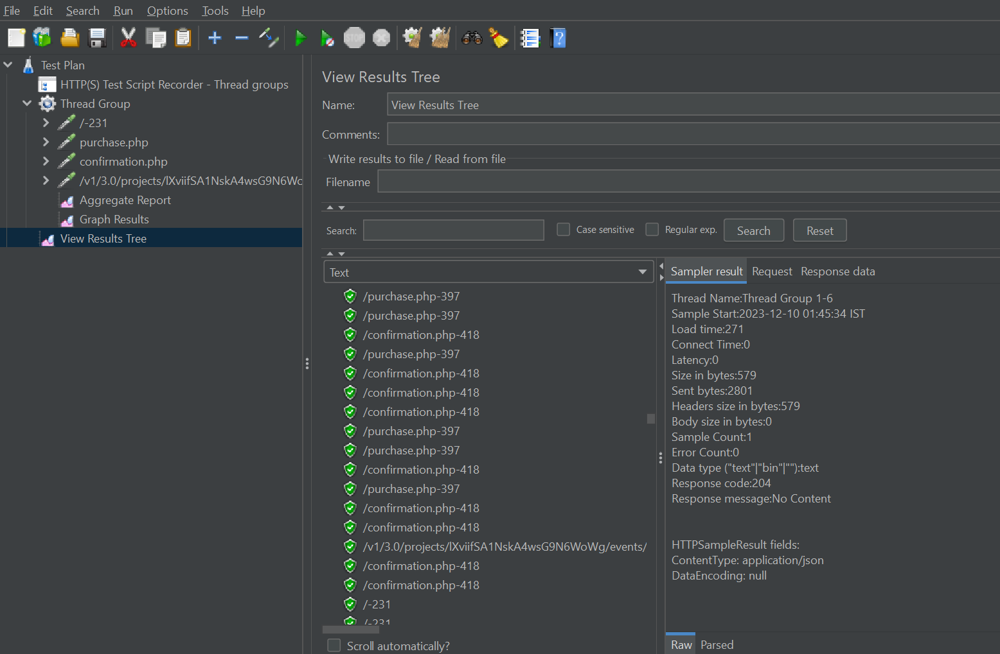 File Edit Search Run Options Tools Help
STOP
Test Plan
HTTP(S) Test Script Recorder - Thread groups
Thread Group
/-231
purchase.php
confirmation.php
/v1/3.0/projects/lXviifSA1NskA4wsG9N6Wo
Aggregate Report
Graph Results
View Results Tree
View Results Tree
Name: View Results Tree
Comments:
Write results to file / Read from file
Filename
Search: Case sensitive Regular exp. Search Reset
Text
/purchase.php-397
/purchase.php-397
/confirmation.php-418
/purchase.php-397
/confirmation.php-418
/confirmation.php-418
/confirmation.php-418
/purchase.php-397
/purchase.php-397
/confirmation.php-418
/purchase.php-397
/confirmation.php-418
/confirmation.php-418
/v1/3.0/projects/lXviifSA1NskA4wsG9N6WoWg/events/
/confirmation.php-418
/confirmation.php-418
/-231
/-231
Scroll automatically?
Sampler result Request Response data
Thread Name:Thread Group 1-6
Sample Start:2023-12-10 01:45:34 IST
Load time:271
Connect Time:0
Latency:0
Size in bytes:579
Sent bytes:2801
Headers size in bytes:579
Body size in bytes:0
Sample Count:1
Error Count:0
Data type ("text"|"bin"|""):text
Response code:204
Response message:No Content
HTTPSampleResult fields:
ContentType: application/json
DataEncoding: null
Raw Parsed